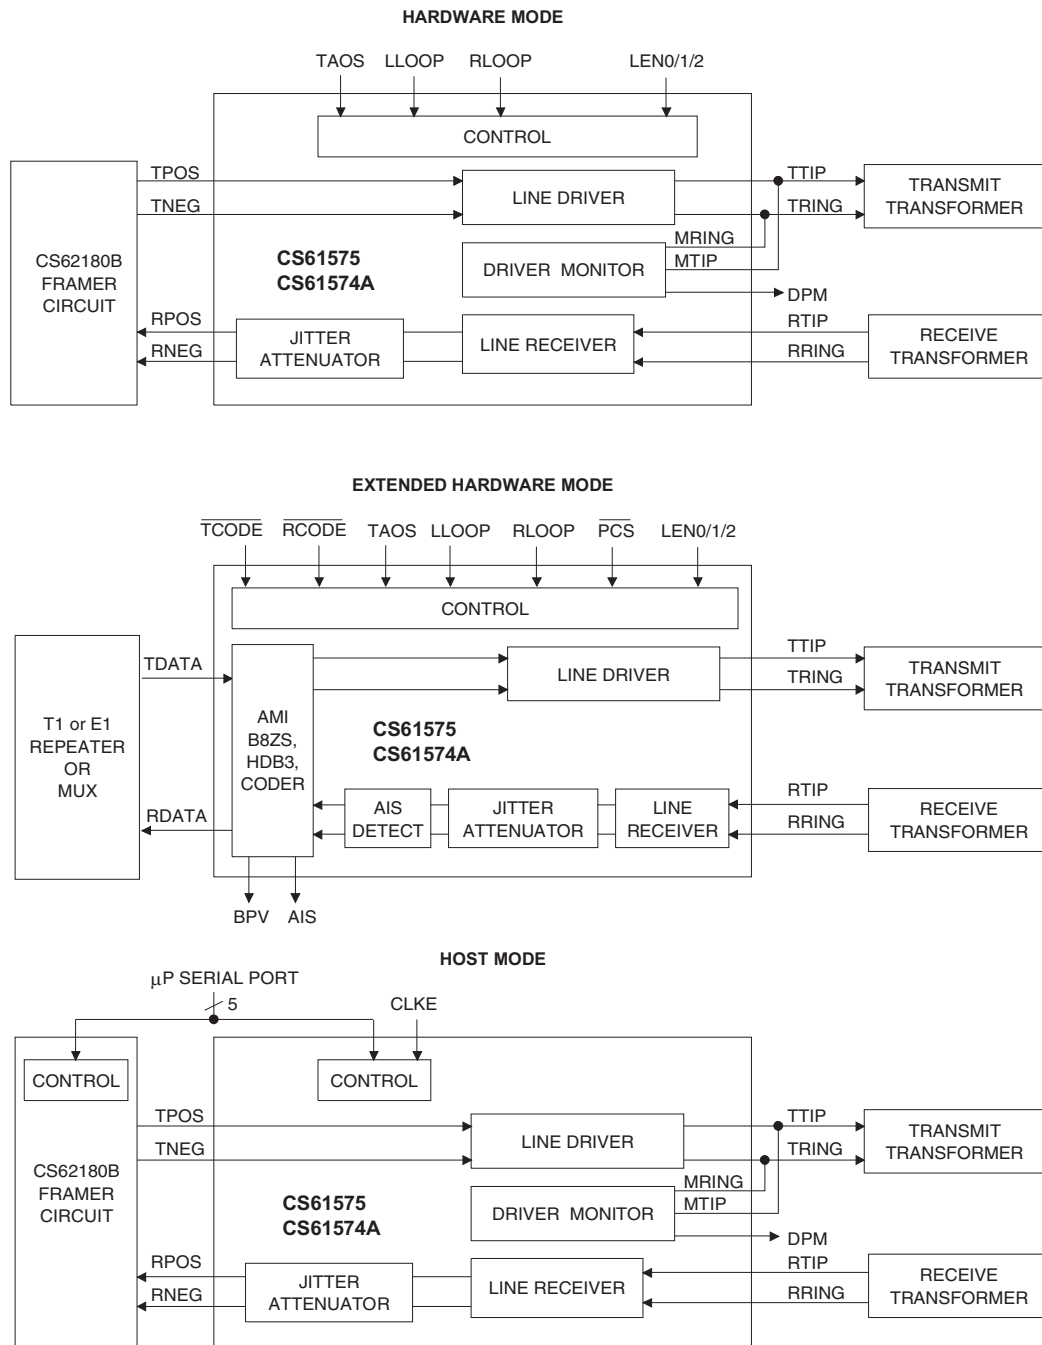 HARDWARE MODE
TAOS LLOOP RLOOP LEN0/1/2
CONTROL
TPOS
TNEG
LINE DRIVER
TTIP
TRING
TRANSMIT
TRANSFORMER
CS62180B
FRAMER
CIRCUIT
CS61575
CS61574A
DRIVER MONITOR
MRING
MTIP
DPM
RPOS
RNEG
JITTER
ATTENUATOR
LINE RECEIVER
RTIP
RRING
RECEIVE
TRANSFORMER
EXTENDED HARDWARE MODE
TCODE RCODE TAOS LLOOP RLOOP PCS LEN0/1/2
CONTROL
T1 or E1
REPEATER
OR
MUX
TDATA
RDATA
AMI
B8ZS,
HDB3,
CODER
LINE DRIVER
TTIP
TRING
TRANSMIT
TRANSFORMER
CS61575
CS61574A
AIS
DETECT
JITTER
ATTENUATOR
LINE
RECEIVER
RTIP
RRING
RECEIVE
TRANSFORMER
BPV AIS
HOST MODE
μP SERIAL PORT
5
CLKE
CONTROL
CONTROL
TPOS
TNEG
LINE DRIVER
TTIP
TRING
TRANSMIT
TRANSFORMER
CS62180B
FRAMER
CIRCUIT
CS61575
CS61574A
DRIVER MONITOR
MRING
MTIP
DPM
RPOS
RNEG
JITTER
ATTENUATOR
LINE RECEIVER
RTIP
RRING
RECEIVE
TRANSFORMER